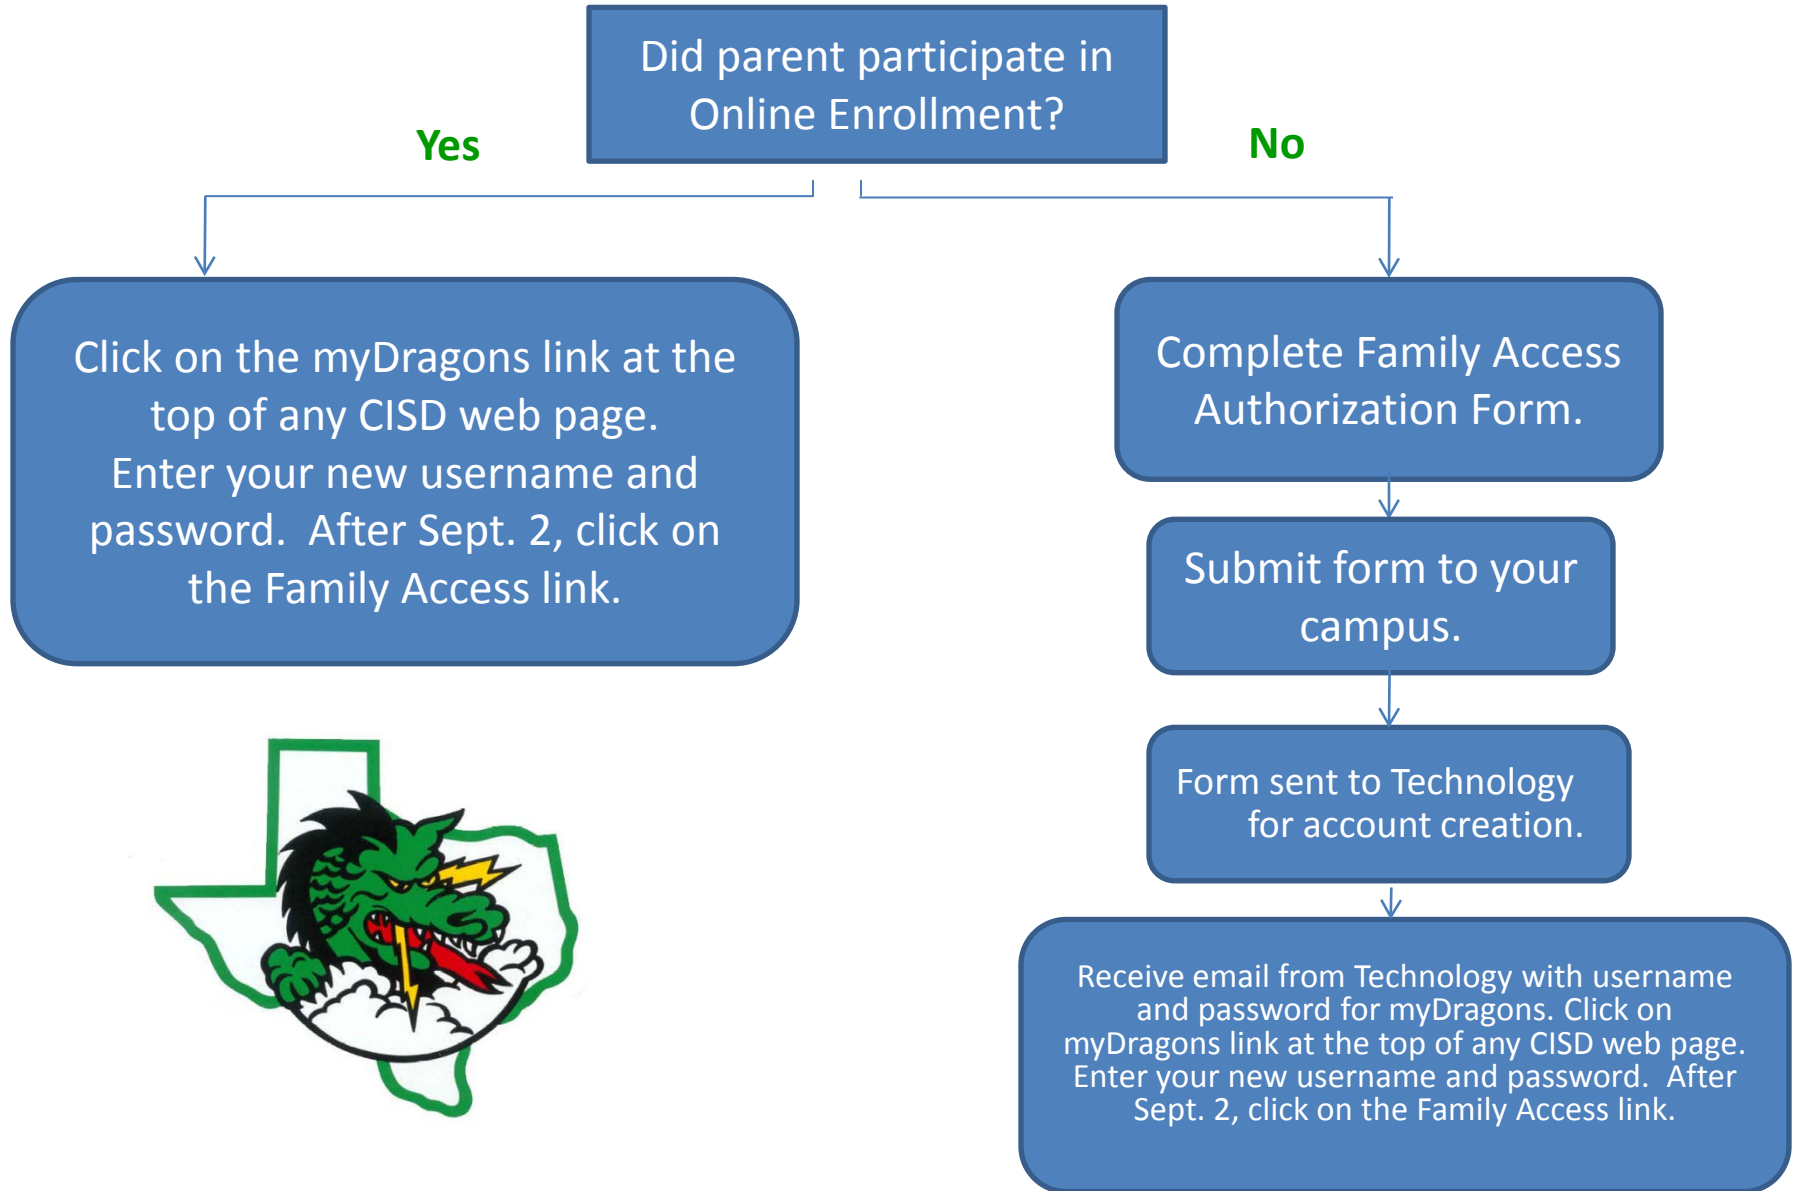 Did parent participate in
Online Enrollment?
Yes
No
Click on the myDragons link at the
top of any CISD web page.
Enter your new username and
password.  After Sept. 2, click on
the Family Access link.
Complete Family Access
Authorization Form.
Submit form to your
campus.
Form sent to Technology
for account creation.
Receive email from Technology with username
and password for myDragons. Click on
myDragons link at the top of any CISD web page.
Enter your new username and password.  After
Sept. 2, click on the Family Access link.